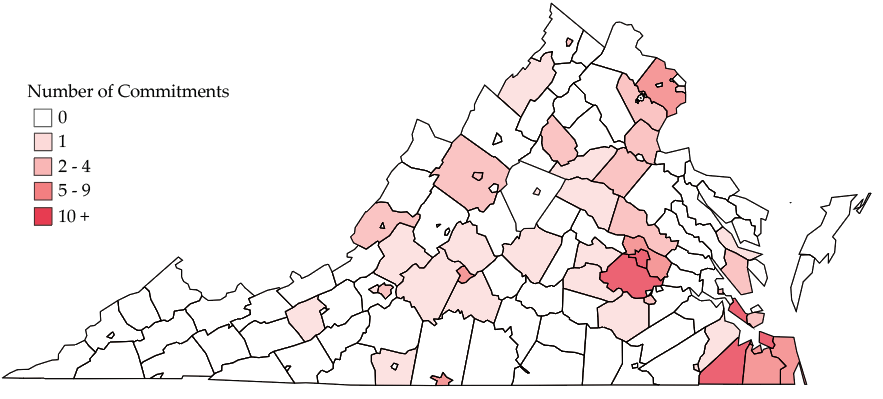 Number of Commitments
0
1
2 - 4
5 - 9
10 +